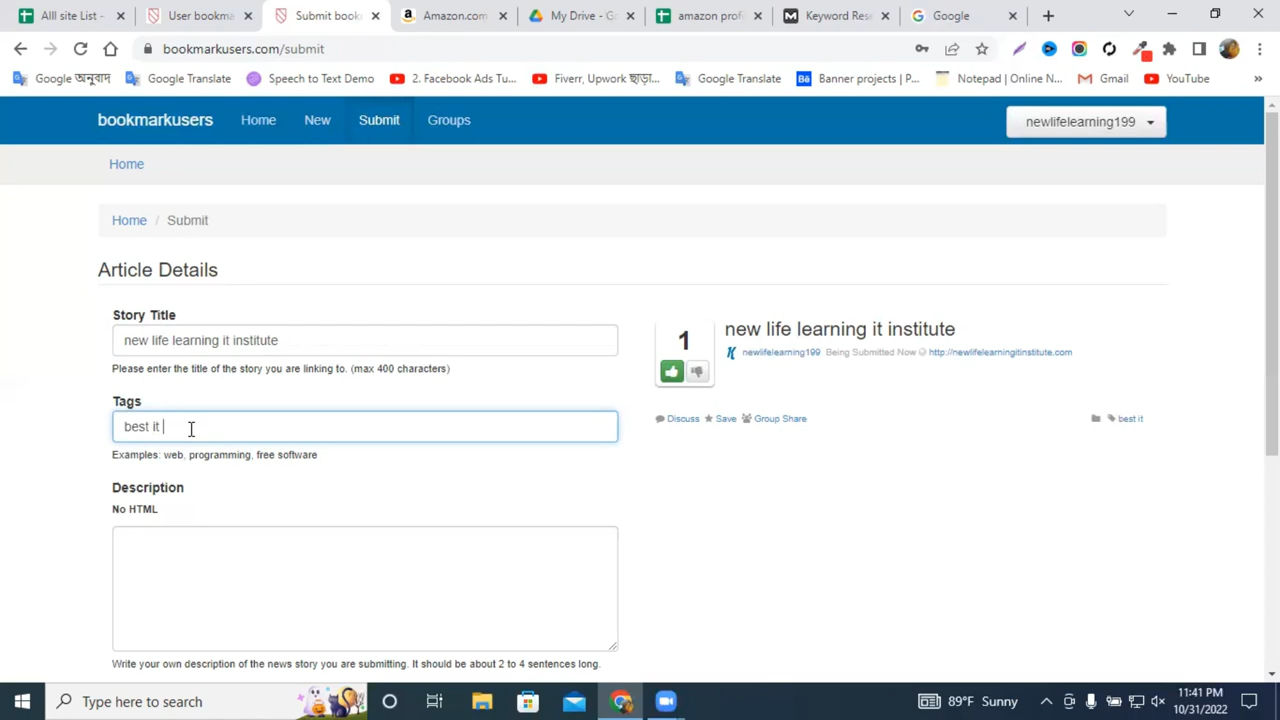 Alll site List -
User bookma
Submit book
Amazon.com
My Drive - G
amazon profi
Keyword Res
Google
bookmarkusers.com/submit
Google অনুবাদ
Google Translate
Speech to Text Demo
2. Facebook Ads Tu...
Fiverr, Upwork ছাড়া...
Google Translate
Banner projects | P...
Notepad | Online N...
Gmail
YouTube
»
bookmarkusers
Home
New
Submit
Groups
newlifelearning199
Home
Home / Submit
Article Details
Story Title
new life learning it institute
Please enter the title of the story you are linking to. (max 400 characters)
Tags
best it
Examples: web, programming, free software
Description
No HTML
Write your own description of the news story you are submitting. It should be about 2 to 4 sentences long.
1
new life learning it institute
newlifelearning199 Being Submitted Now http://newlifelearningitinstitute.com
Discuss Save Group Share
best it
Type here to search
89°F Sunny
11:41 PM
10/31/2022